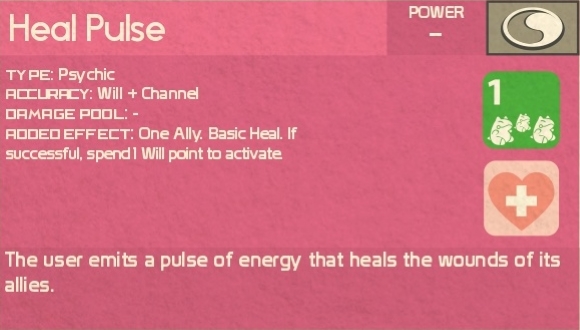 Heal Pulse
POWER
–
TYPE: Psychic
ACCURACY: Will + Channel
DAMAGE POOL: -
ADDED EFFECT: One Ally. Basic Heal. If
successful, spend 1 Will point to activate.
1
The user emits a pulse of energy that heals the wounds of its
allies.